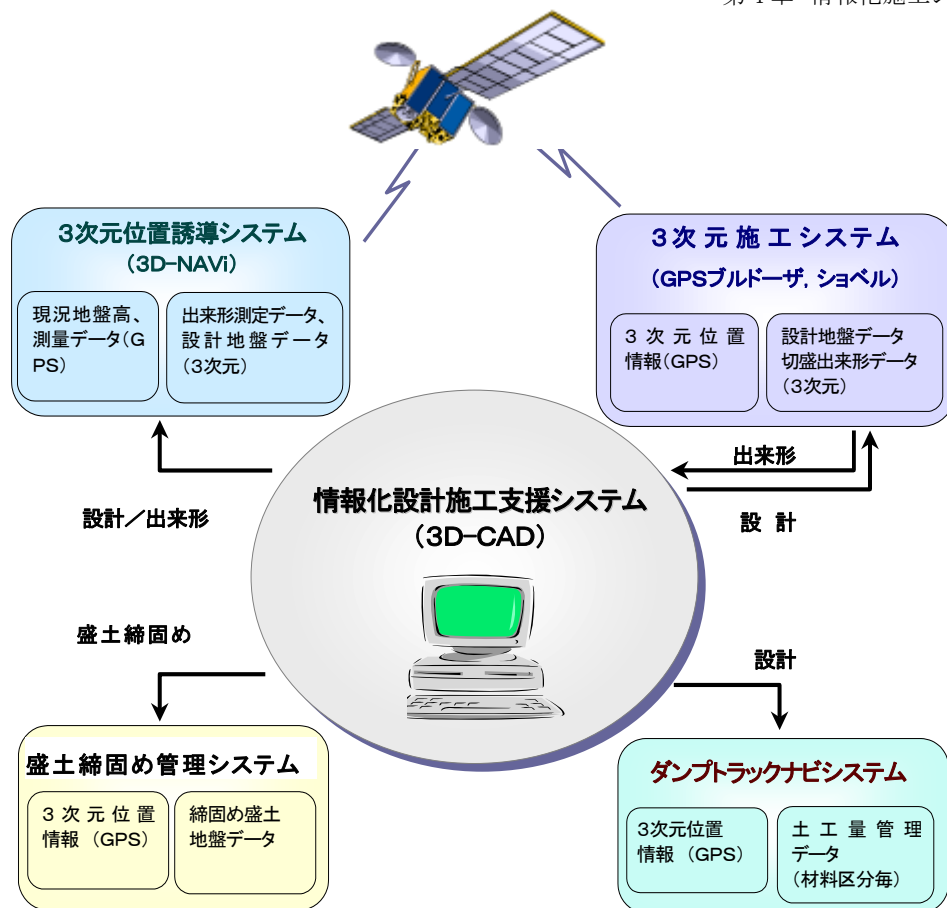 3次元位置誘導システム
(3D-NAVi)
現況地盤高、
測量データ(G
PS)
出来形測定データ、
設計地盤データ
(3次元)
3次元施工システム
(GPSブルドーザ, ショベル)
3次元位置
情報(GPS)
設計地盤データ
切盛出来形データ
(3次元)
出来形
設計
設計/出来形
情報化設計施工支援システム
(3D-CAD)
盛土締固め
設計
盛土締固め管理システム
3次元位置
情報 (GPS)
締固め盛土
地盤データ
ダンプトラックナビシステム
3次元位置
情報 (GPS)
土工量管理
データ
(材料区分毎)